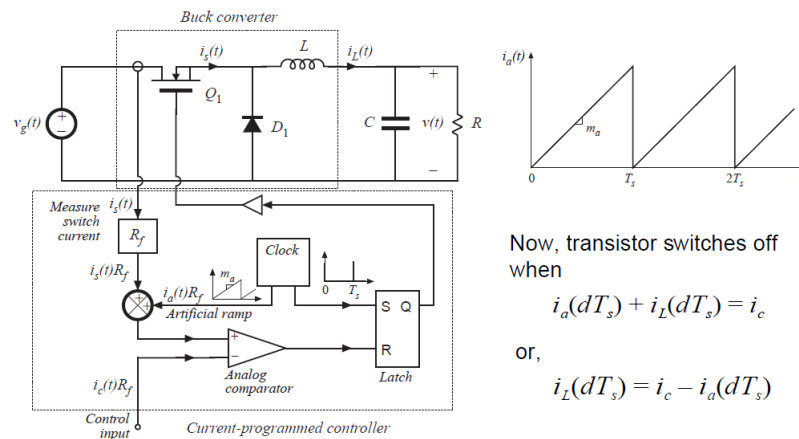 Buck converter
i_s(t)
L
i_L(t)
Q_1
v_g(t)
+
−
D_1
C
+
v(t)
−
R
Measure
switch
current
i_s(t)
R_f
i_s(t)R_f
Clock
m_a
i_a(t)R_f
Artificial ramp
0 T_s
S Q
R
Latch
+
−
Analog
comparator
i_c(t)R_f
Control
input
Current-programmed controller
i_a(t)
m_a
0 T_s 2T_s
Now, transistor switches off
when
i_a(dT_s) + i_L(dT_s) = i_c
or,
i_L(dT_s) = i_c − i_a(dT_s)